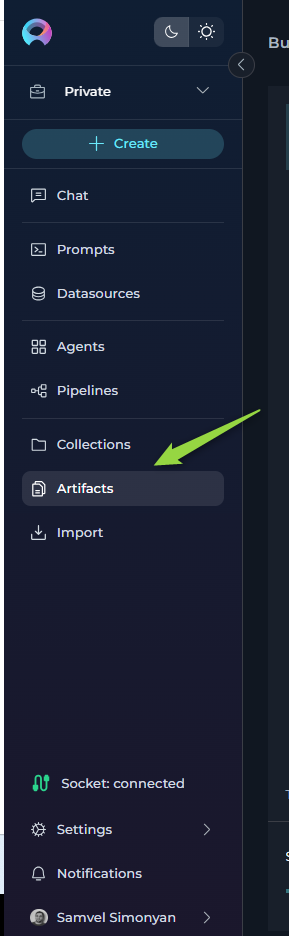 Bu
Private
Create
Chat
Prompts
Datasources
Agents
Pipelines
Collections
Artifacts
Import
Socket: connected
Settings
Notifications
Samvel Simonyan